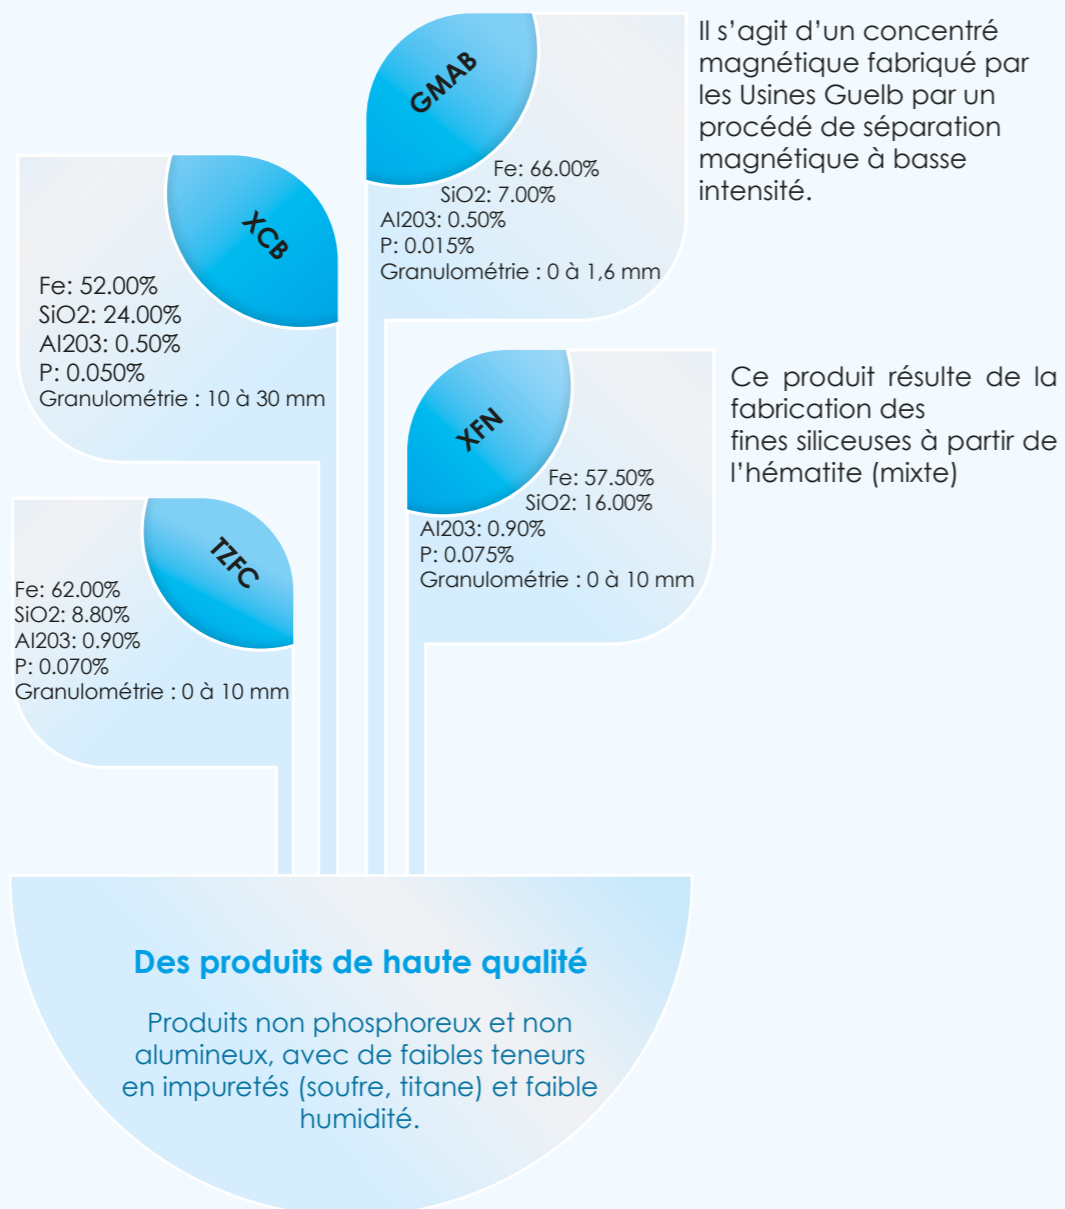 GMAB
Fe: 66.00%
SiO2: 7.00%
Al203: 0.50%
P: 0.015%
Granulométrie : 0 à 1,6 mm
Il s’agit d’un concentré
magnétique fabriqué par
les Usines Guelb par un
procédé de séparation
magnétique à basse
intensité.
XCB
Fe: 52.00%
SiO2: 24.00%
Al203: 0.50%
P: 0.050%
Granulométrie : 10 à 30 mm
XFN
Fe: 57.50%
SiO2: 16.00%
Al203: 0.90%
P: 0.075%
Granulométrie : 0 à 10 mm
Ce produit résulte de la
fabrication des
fines siliceuses à partir de
l’hématite (mixte)
TZFC
Fe: 62.00%
SiO2: 8.80%
Al203: 0.90%
P: 0.070%
Granulométrie : 0 à 10 mm
Des produits de haute qualité
Produits non phosphoreux et non
alumineux, avec de faibles teneurs
en impuretés (soufre, titane) et faible
humidité.